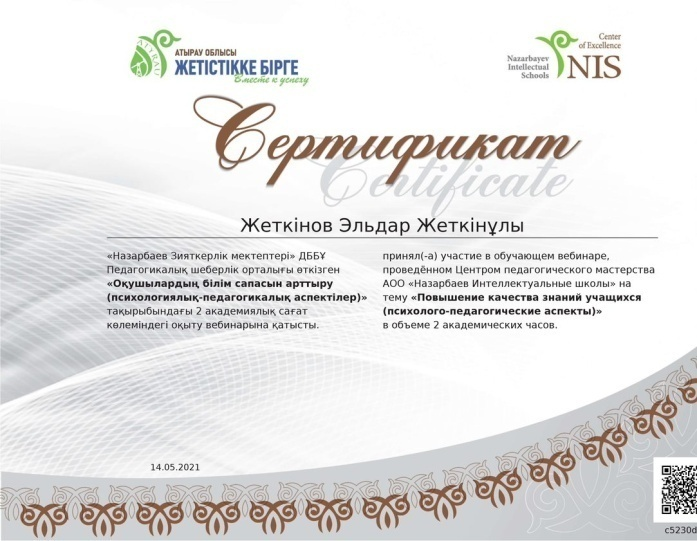 АТЫРАУ ОБЛЫСЫ
ЖЕТІСТІККЕ БІРГЕ
Вместе к успеху
ATYRAU
Center
of Excellence
Nazarbayev
Intellectual
Schools
NIS
Сертификат
Certificate
Жеткінов Эльдар Жеткінұлы
«Назарбаев Зияткерлік мектептері» ДББҰ
Педагогикалық шеберлік орталығы өткізген
«Оқушылардың білім сапасын арттыру
(психологиялық-педагогикалық аспектілер)»
тақырыбындағы 2 академиялық сағат
көлеміндегі оқыту вебинарына қатысты.
принял(-а) участие в обучающем вебинаре,
проведённом Центром педагогического мастерства
АОО «Назарбаев Интеллектуальные школы» на
тему «Повышение качества знаний учащихся
(психолого-педагогические аспекты)»
в объеме 2 академических часов.
14.05.2021
c5230d